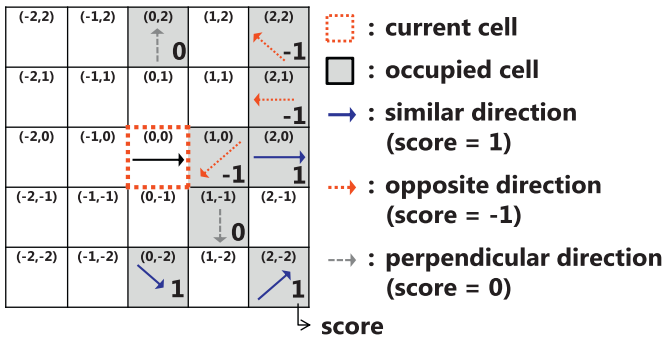 (-2,2) (-1,2) (0,2) (1,2) (2,2)
0 -1
(-2,1) (-1,1) (0,1) (1,1) (2,1)
-1
(-2,0) (-1,0) (0,0) (1,0) (2,0)
-1 1
(-2,-1) (-1,-1) (0,-1) (1,-1) (2,-1)
0
(-2,-2) (-1,-2) (0,-2) (1,-2) (2,-2)
1 1
score
: current cell
: occupied cell
: similar direction
(score = 1)
: opposite direction
(score = -1)
: perpendicular direction
(score = 0)